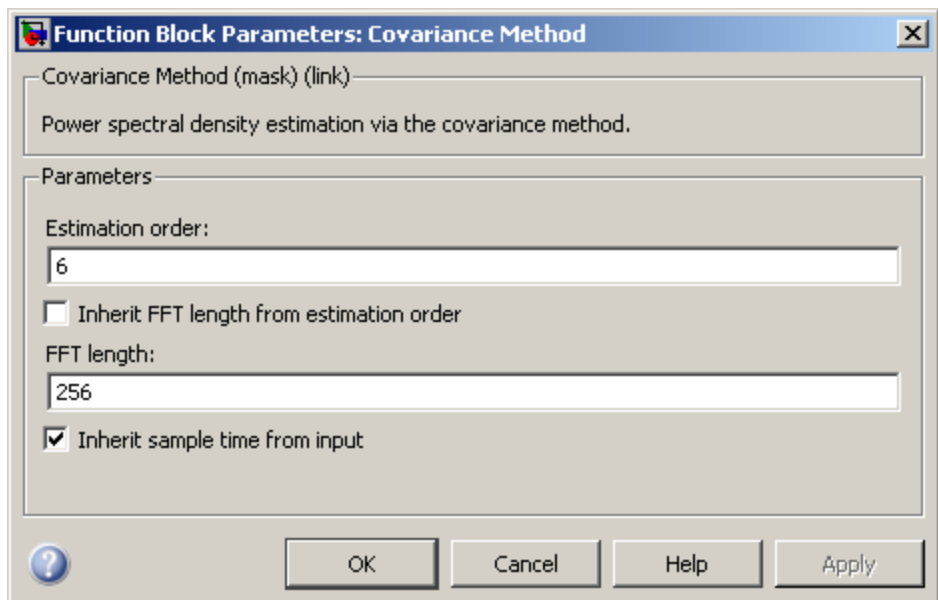 Function Block Parameters: Covariance Method
Covariance Method (mask) (link)
Power spectral density estimation via the covariance method.
Parameters
Estimation order:
6
Inherit FFT length from estimation order
FFT length:
256
Inherit sample time from input
OK Cancel Help Apply